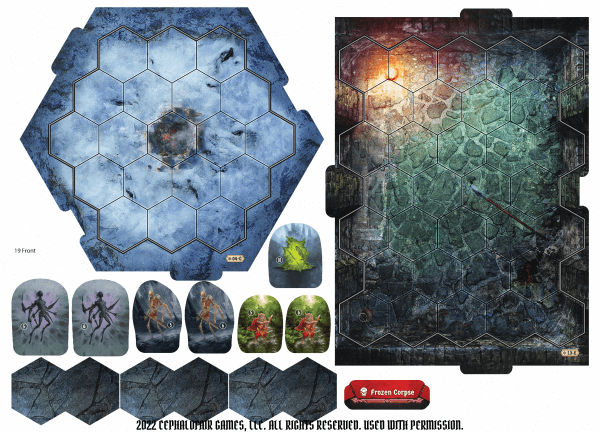 19 Front
Frozen Corpse
2022 CEPHALOFAIR GAMES, LLC. ALL RIGHTS RESERVED. USED WITH PERMISSION.